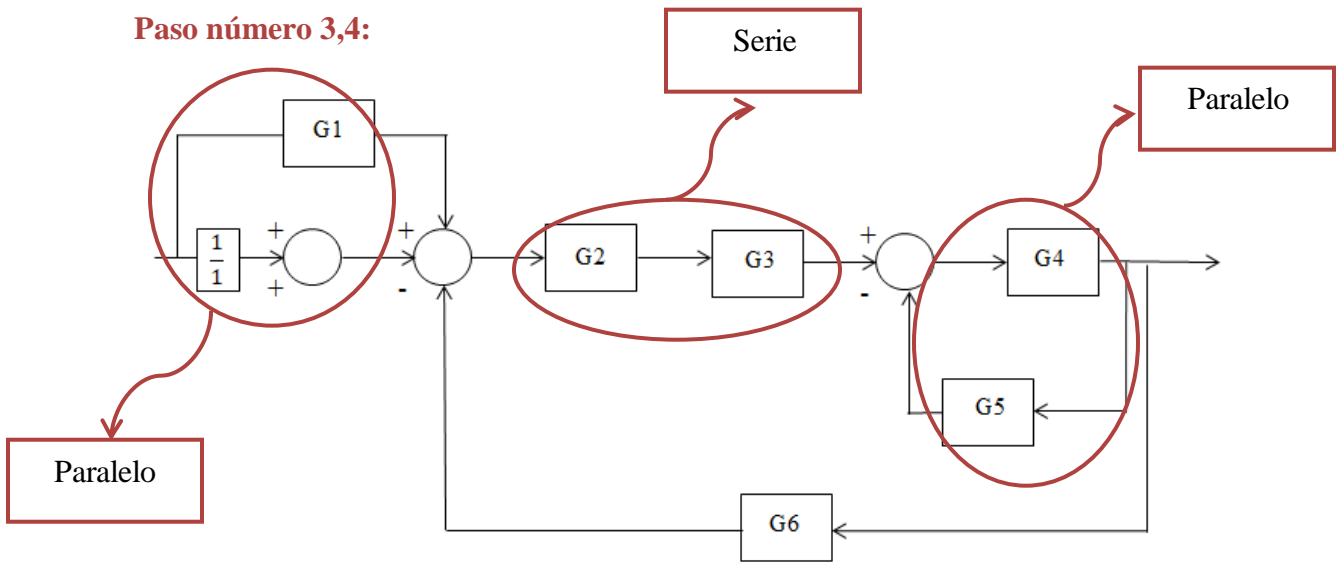 Paso número 3,4:
Serie
Paralelo
G1
+
+
1
1
+
-
G2
G3
+
-
G4
G5
Paralelo
G6